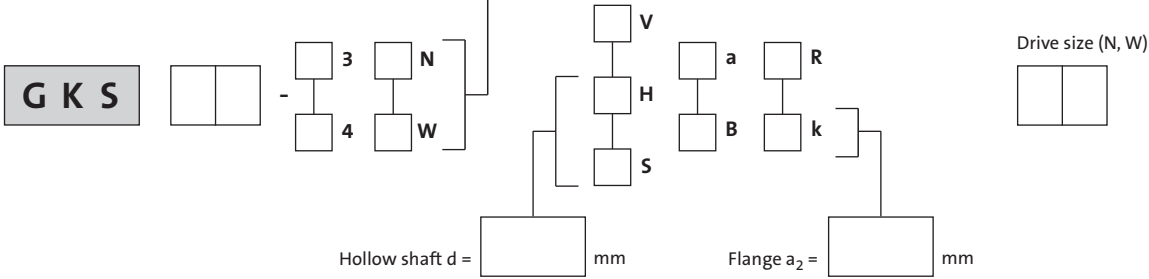 V
3 N a R Drive size (N, W)
G K S - H
4 W B k
S
Hollow shaft d = mm Flange a₂ = mm